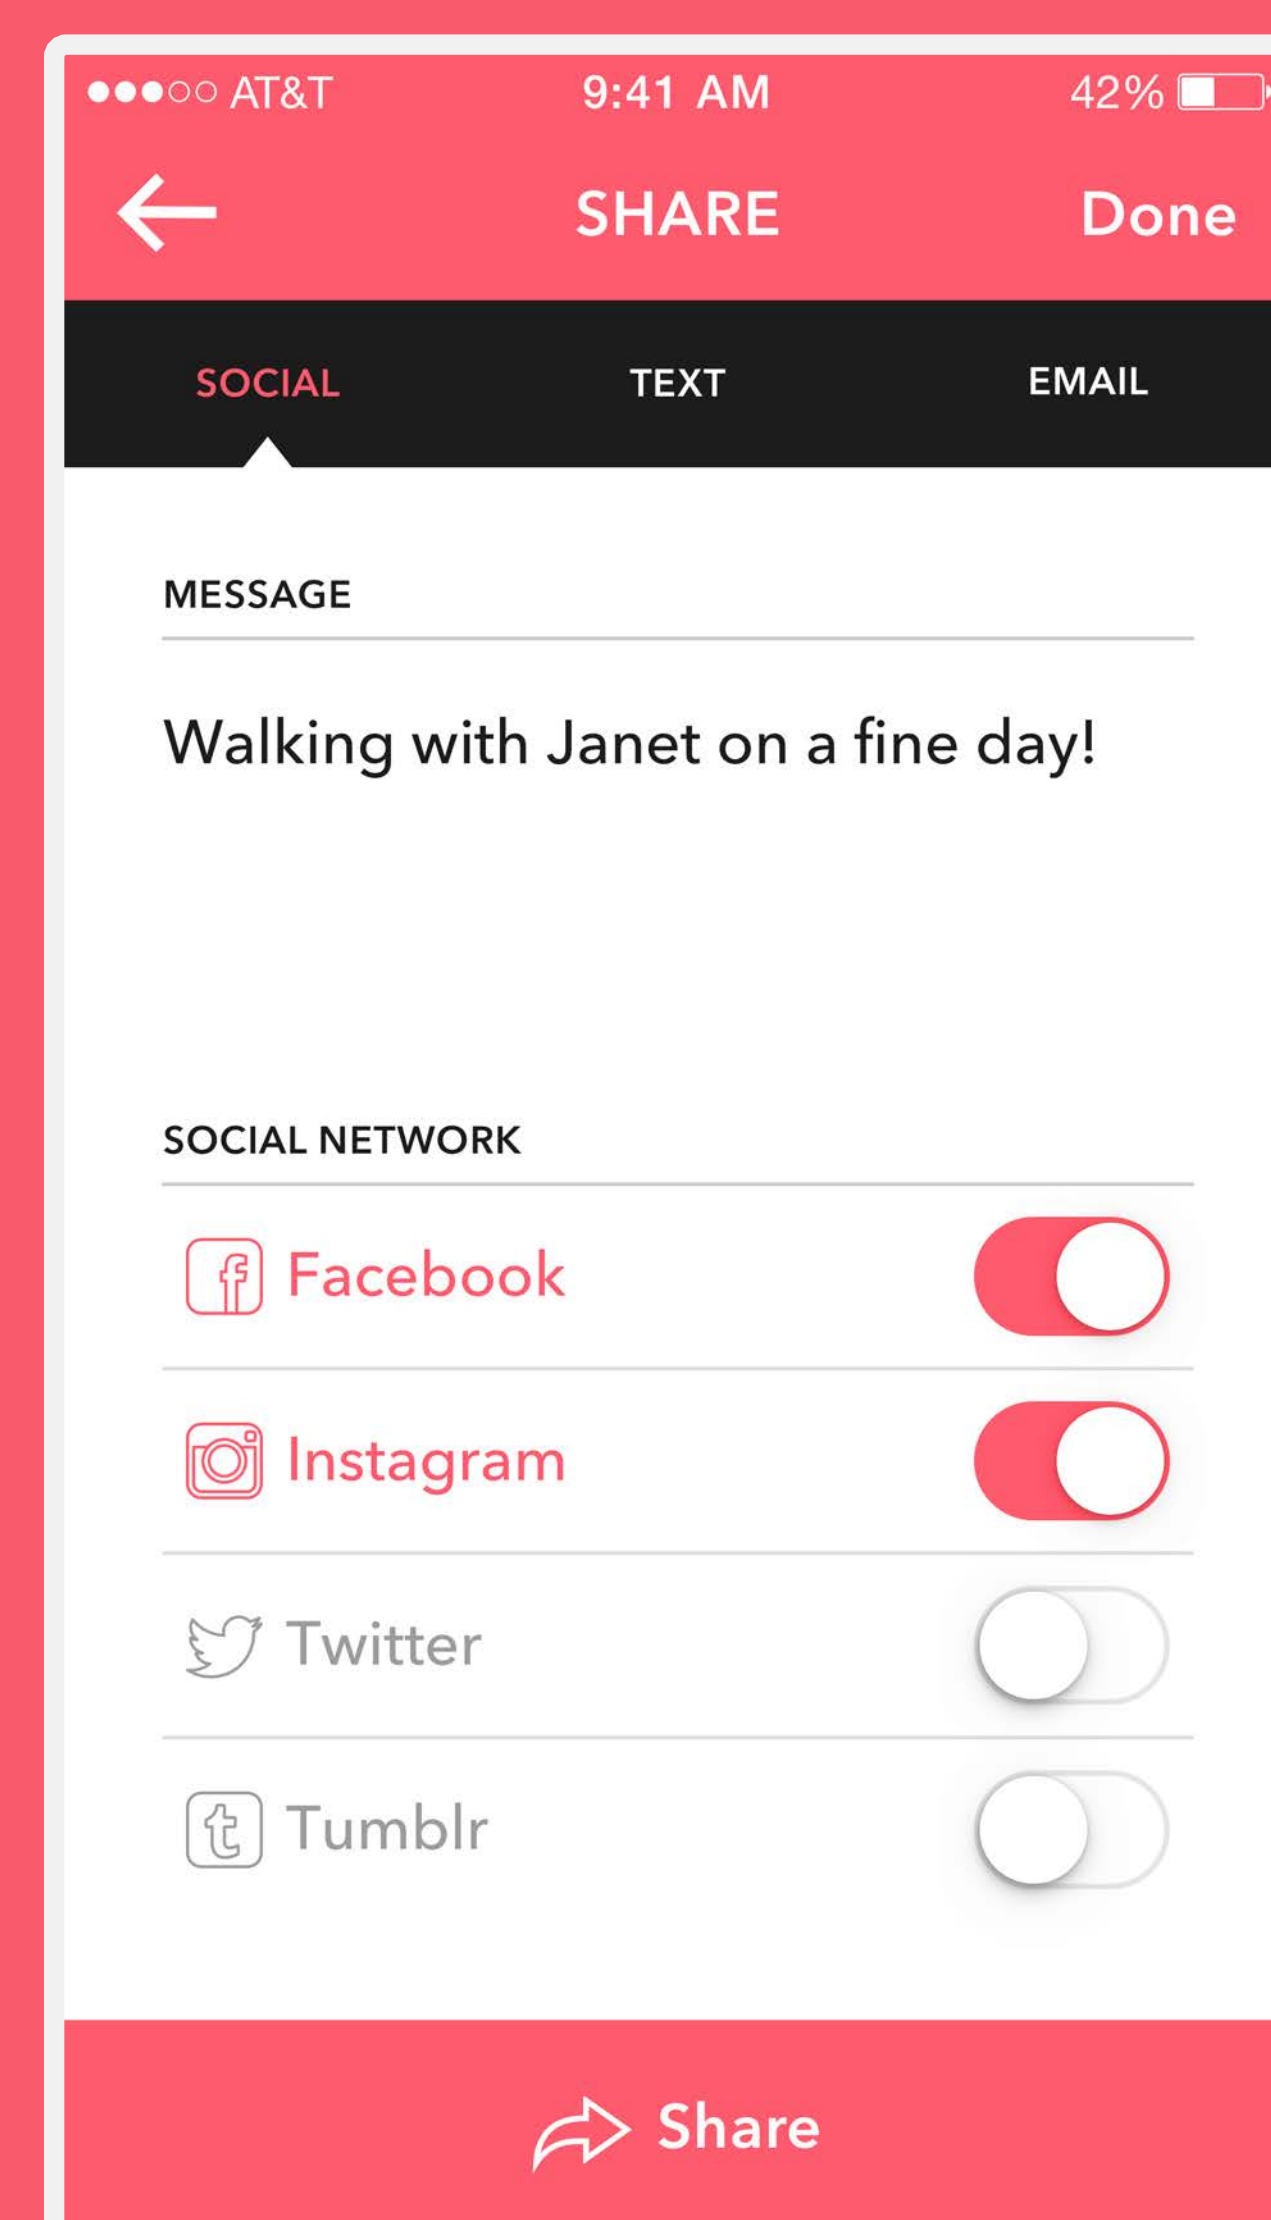 AT&T 9:41 AM 42%
SHARE Done
SOCIAL TEXT EMAIL
MESSAGE
Walking with Janet on a fine day!
SOCIAL NETWORK
Facebook
Instagram
Twitter
Tumblr
Share